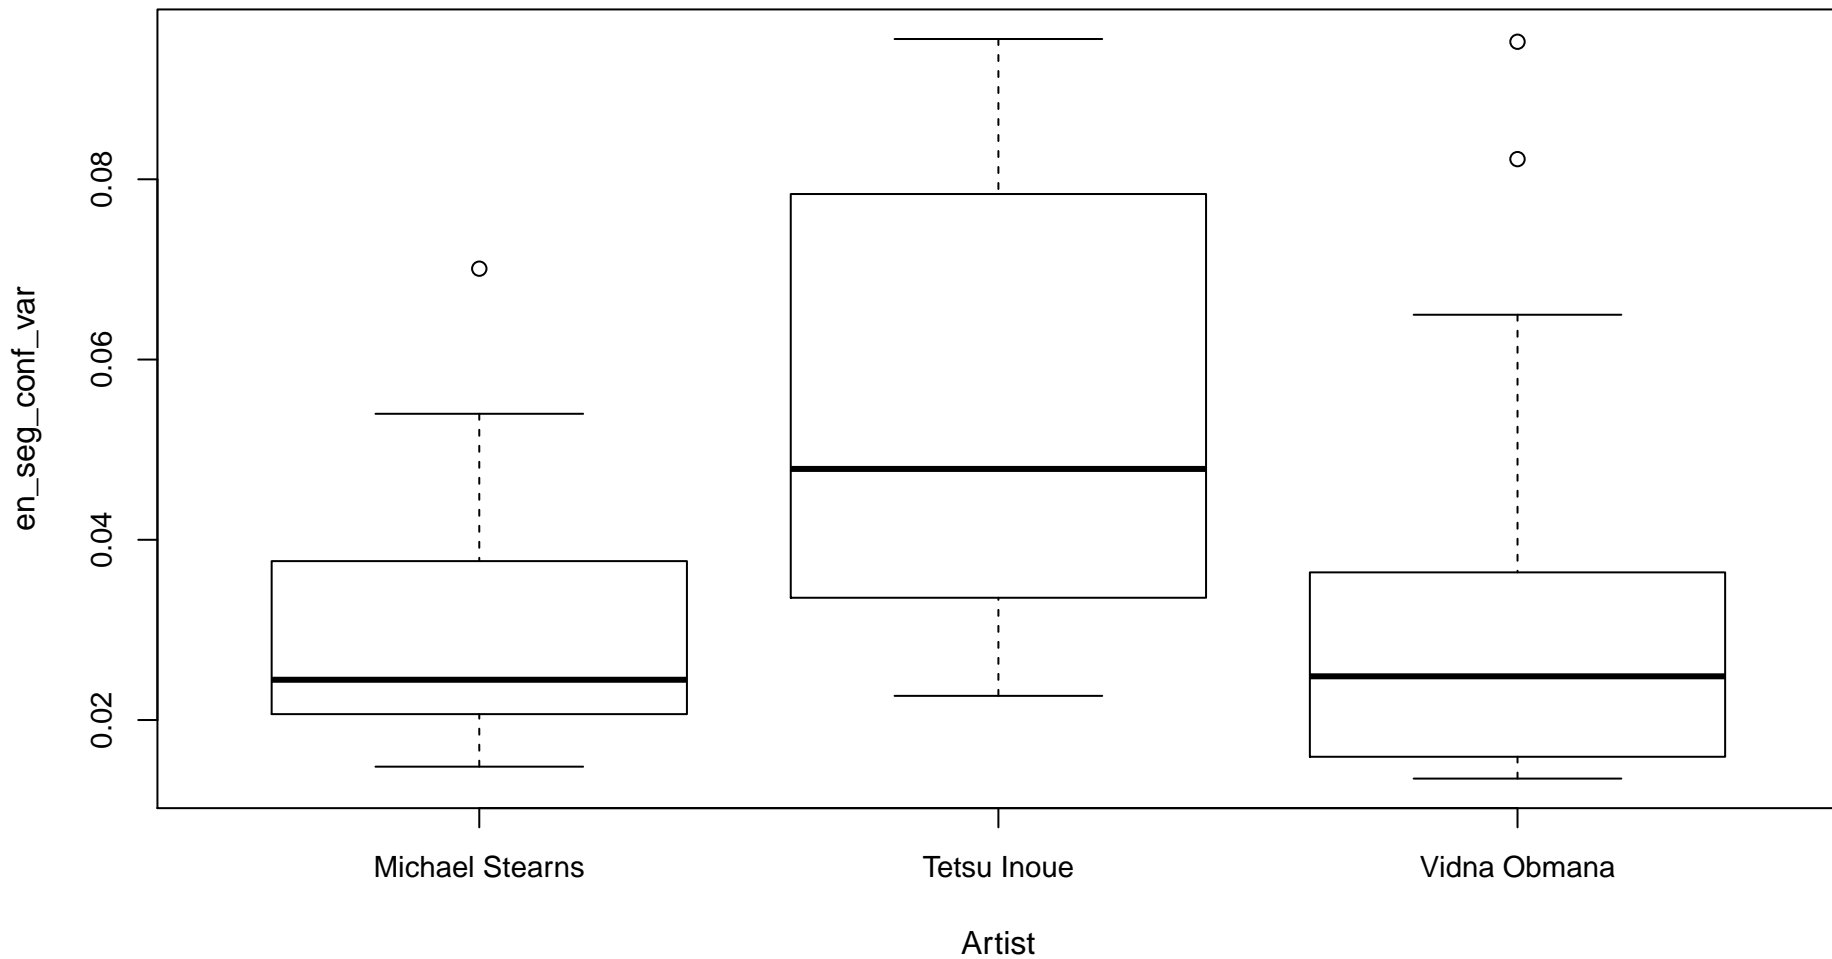 en_seg_conf_var
0.08
0.06
0.04
0.02
Michael Stearns
Tetsu Inoue
Vidna Obmana
Artist